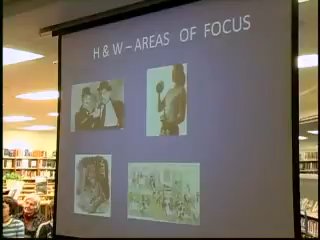 H & W – AREAS OF FOCUS